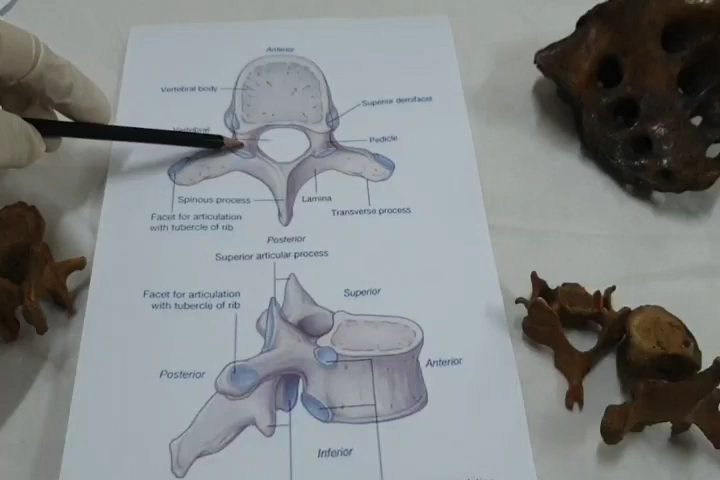 Anterior
Vertebral body
Superior demifacet
Vertebral
Pedicle
Spinous process
Lamina
Transverse process
Facet for articulation
with tubercle of rib
Posterior
Superior articular process
Facet for articulation
with tubercle of rib
Superior
Posterior
Anterior
Inferior